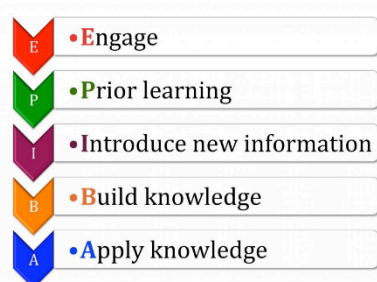 E •Engage
P •Prior learning
I •Introduce new information
B •Build knowledge
A •Apply knowledge